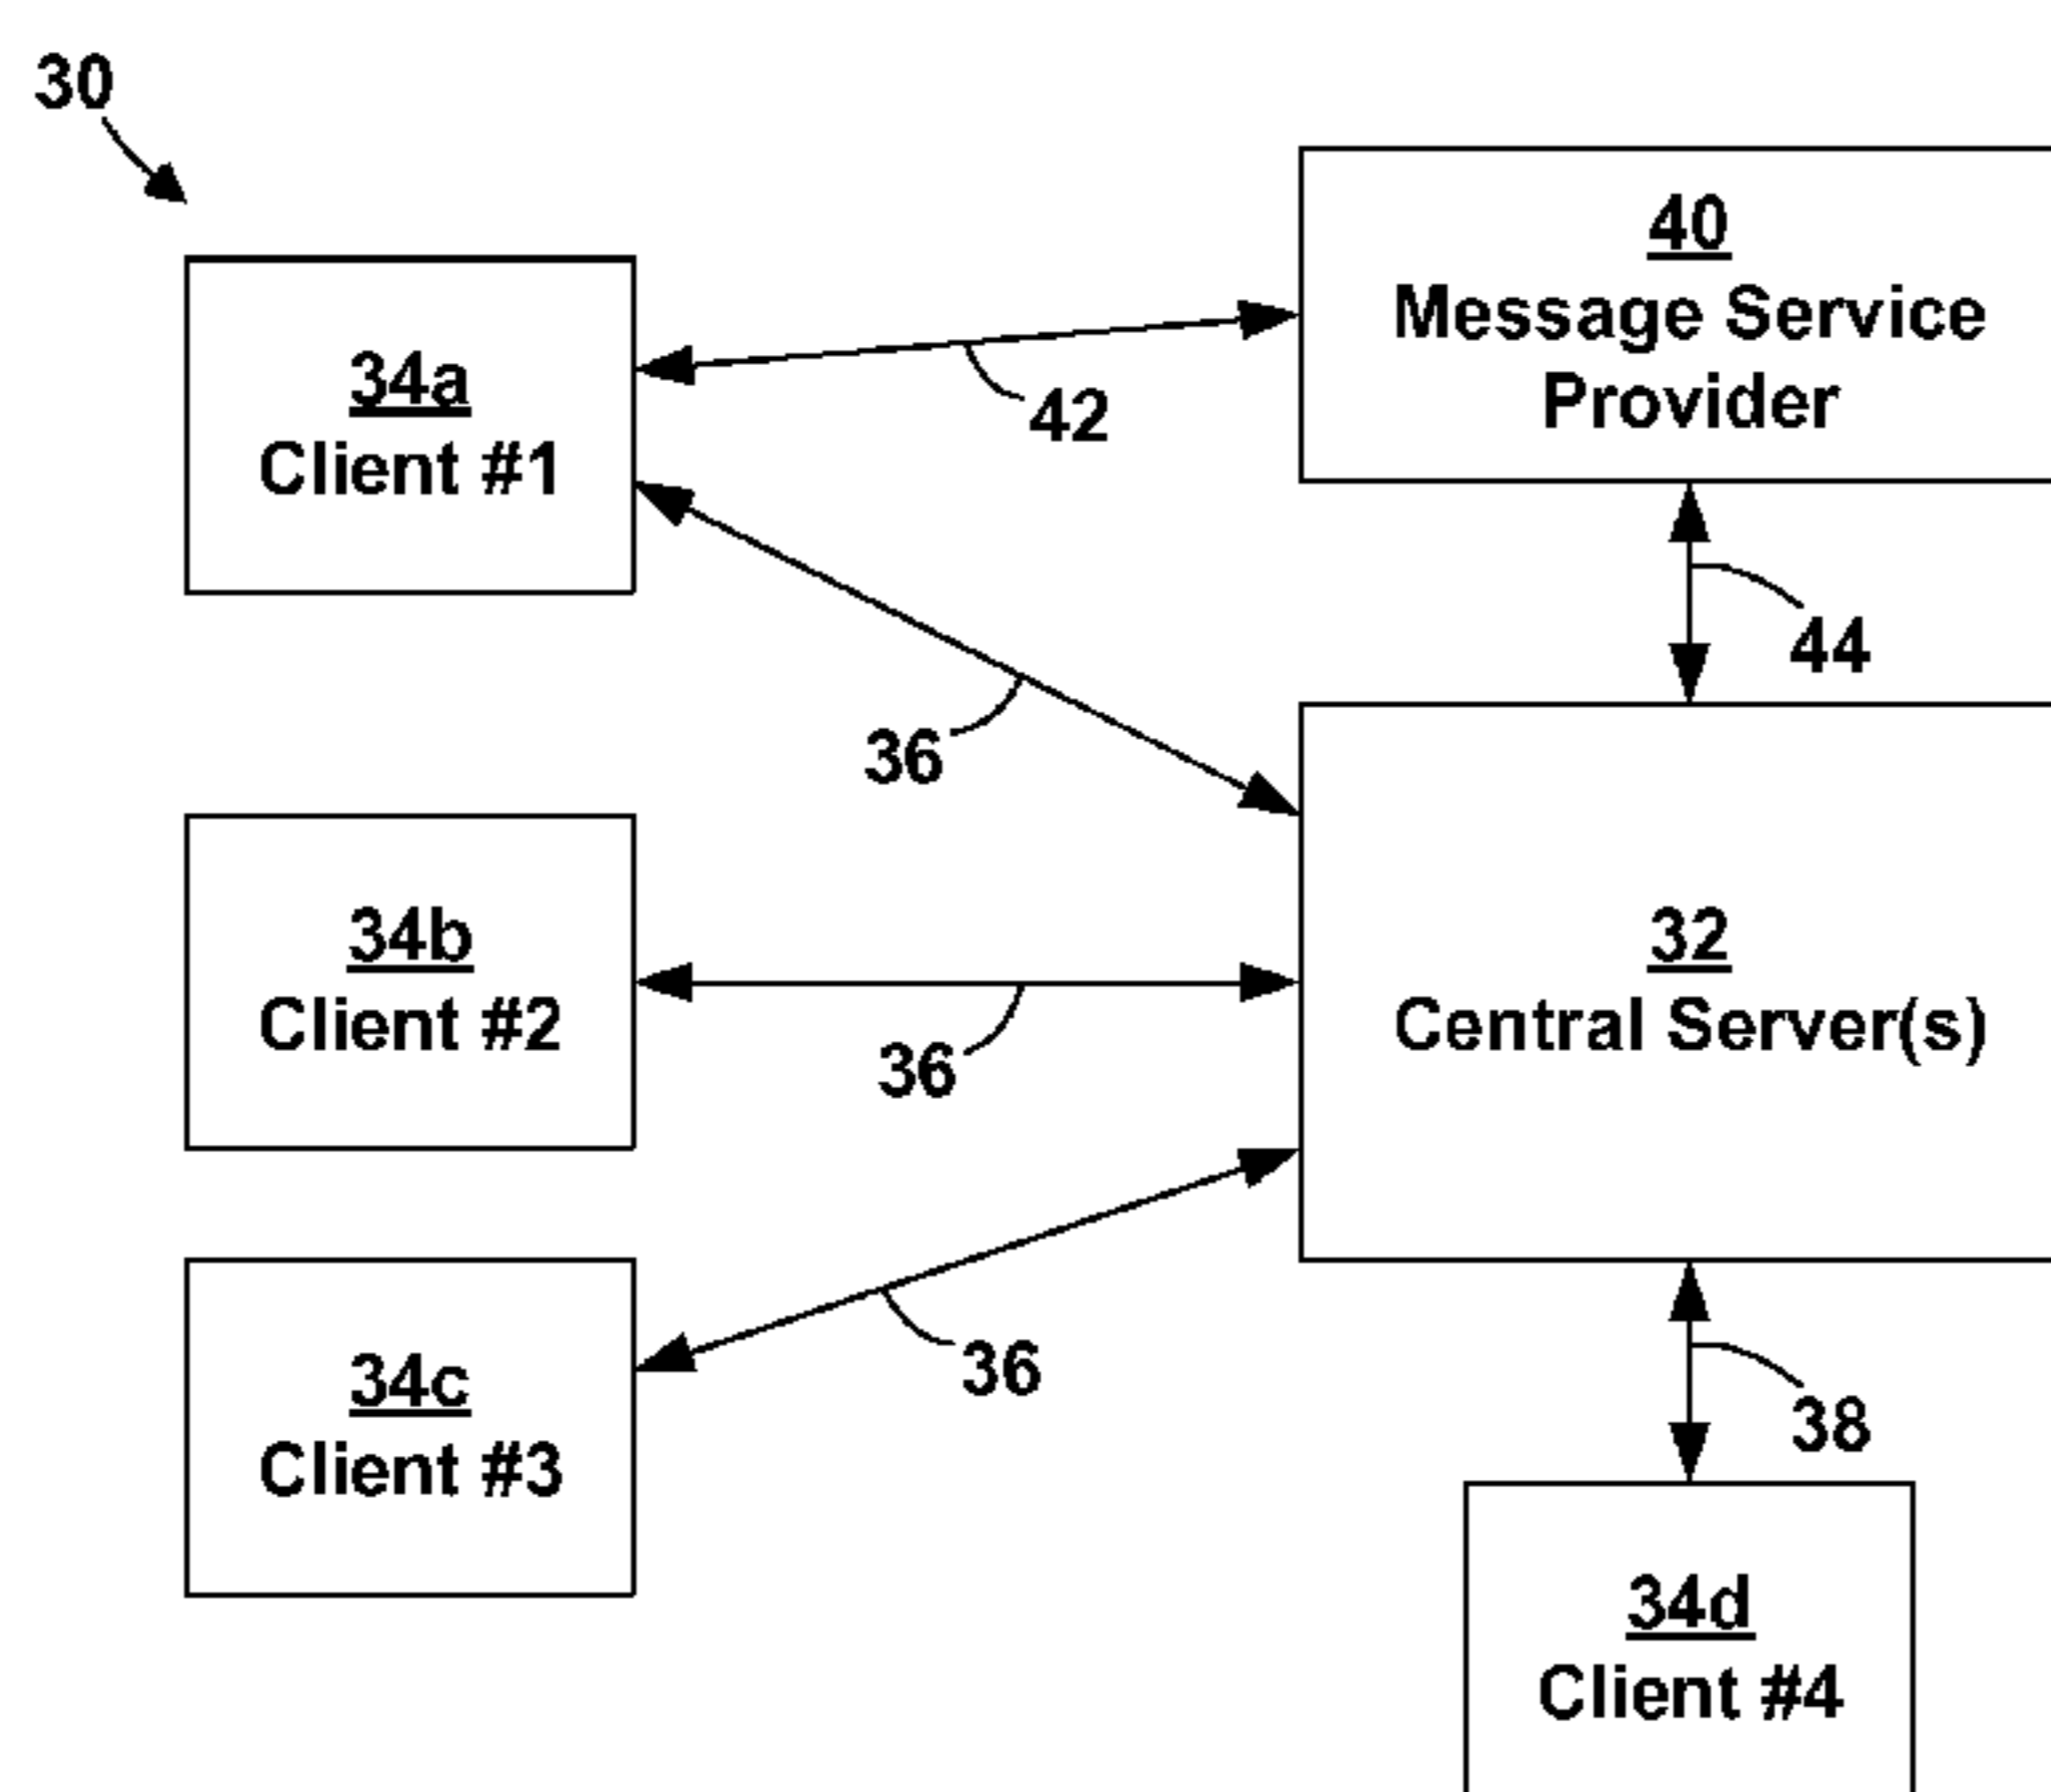 30
40
Message Service
Provider
34a
Client #1
42
44
36
34b
Client #2
32
Central Server(s)
36
34c
Client #3
36
38
34d
Client #4